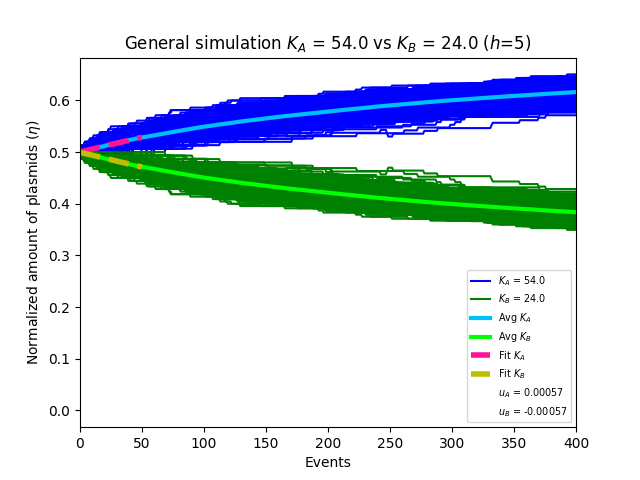 General simulation K_A = 54.0 vs K_B = 24.0 (h=5)
Normalized amount of plasmids (η)
0.6
0.5
0.4
0.3
0.2
0.1
0.0
K_A = 54.0
K_B = 24.0
Avg K_A
Avg K_B
Fit K_A
Fit K_B
u_A = 0.00057
u_B = -0.00057
0 50 100 150 200 250 300 350 400
Events